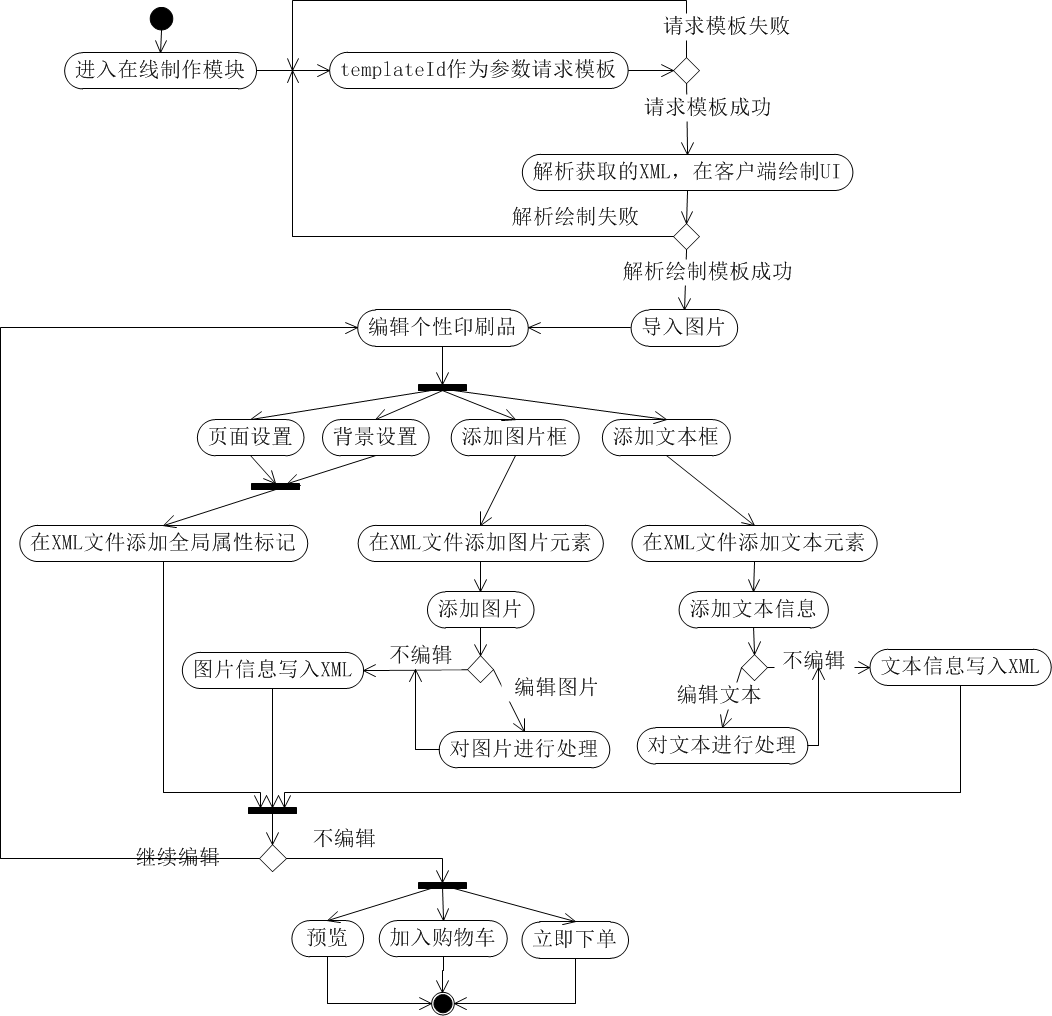 请求模板失败
进入在线制作模块
templateId作为参数请求模板
请求模板成功
解析获取的XML，在客户端绘制UI
解析绘制失败
解析绘制模板成功
编辑个性印刷品
导入图片
页面设置
背景设置
添加图片框
添加文本框
在XML文件添加全局属性标记
在XML文件添加图片元素
在XML文件添加文本元素
添加图片
添加文本信息
不编辑
不编辑
图片信息写入XML
文本信息写入XML
编辑图片
编辑文本
对图片进行处理
对文本进行处理
不编辑
继续编辑
预览
加入购物车
立即下单